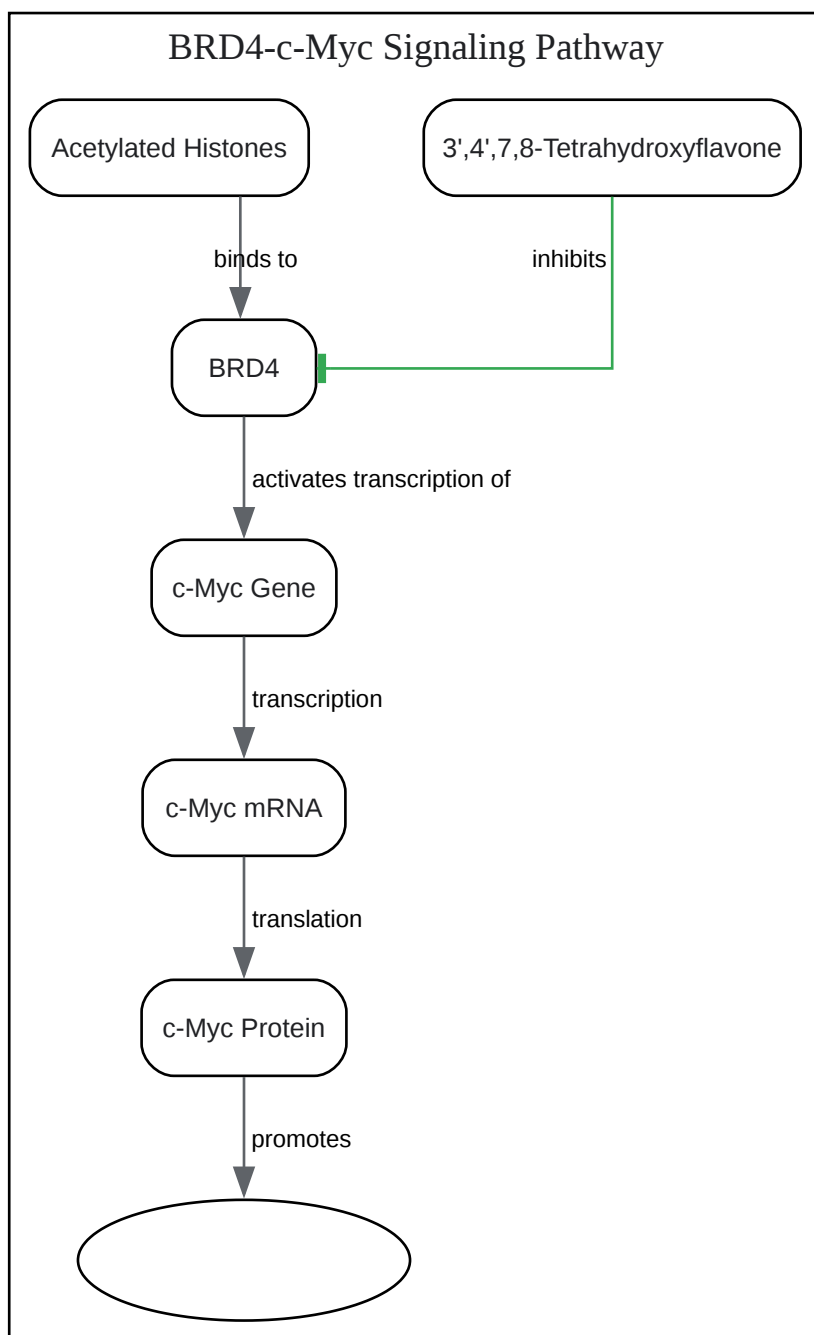 BRD4-c-Myc Signaling Pathway
Acetylated Histones
3',4',7,8-Tetrahydroxyflavone
binds to
inhibits
BRD4
activates transcription of
c-Myc Gene
transcription
c-Myc mRNA
translation
c-Myc Protein
promotes